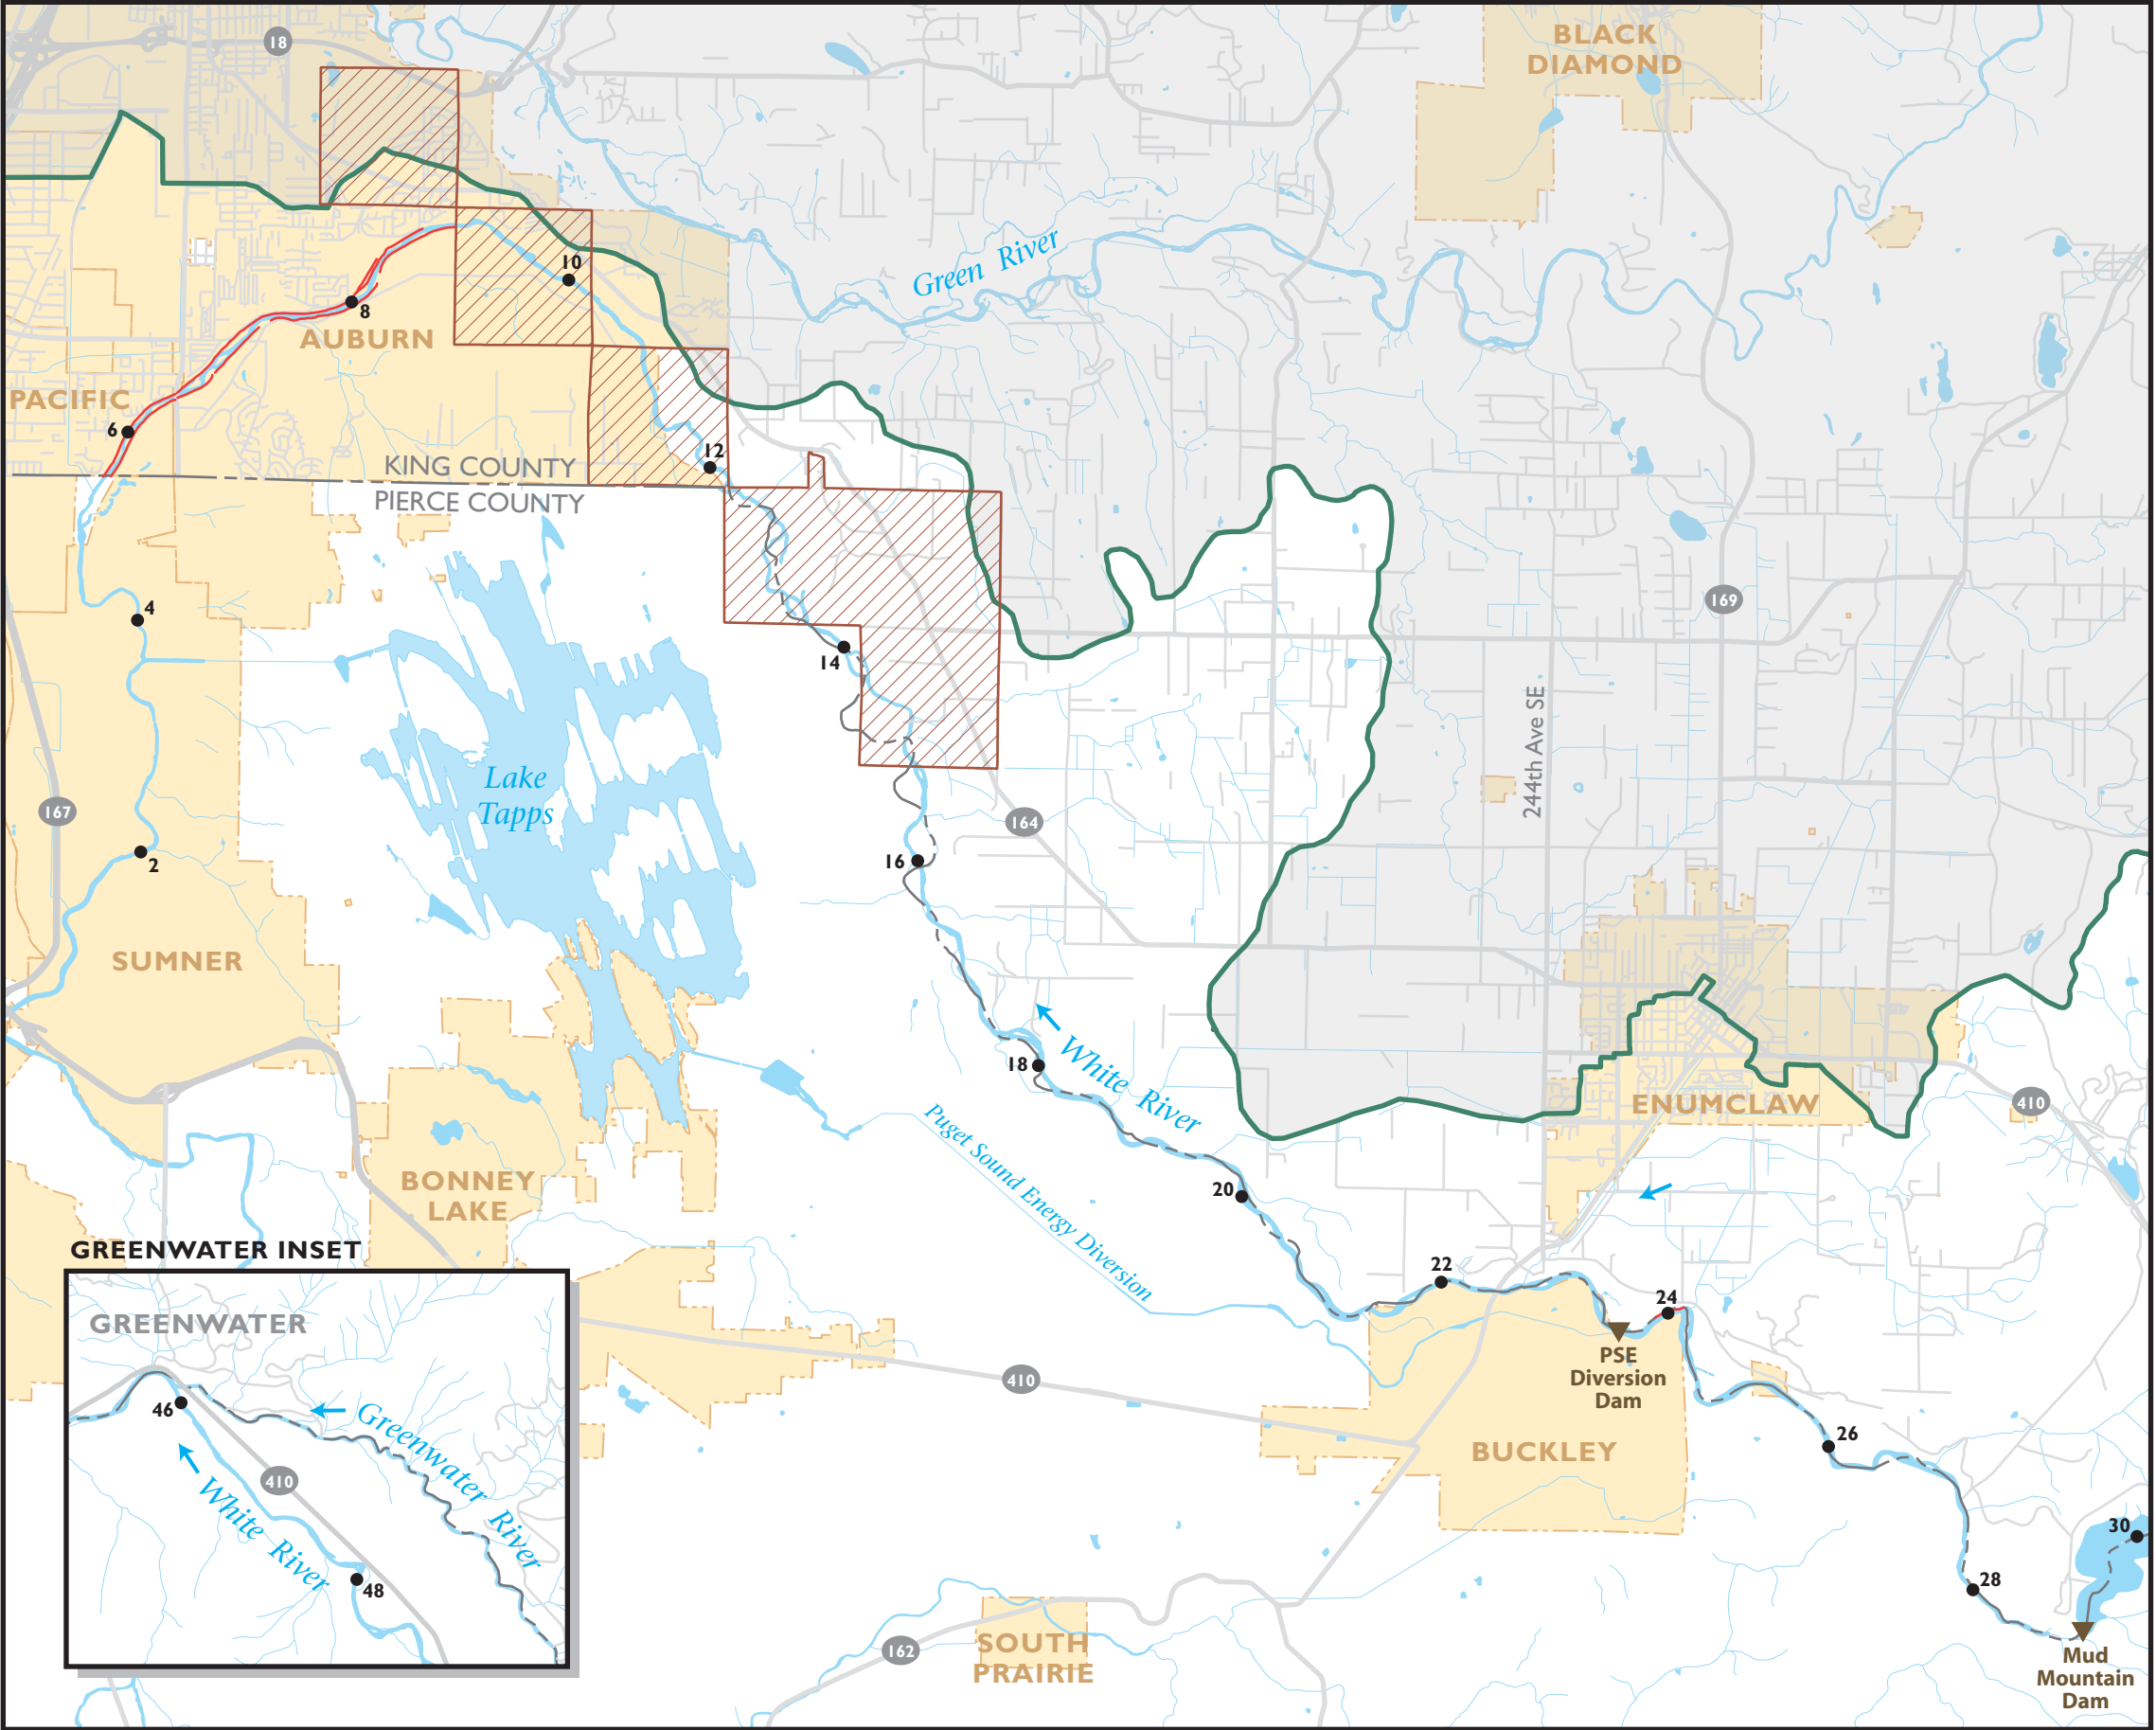 18
BLACK
DIAMOND
Green River
10
8
AUBURN
PACIFIC
6
12
KING COUNTY
PIERCE COUNTY
4
169
14
244th Ave SE
Lake
Tapps
167
164
2
16
SUMNER
18
White River
ENUMCLAW
410
Puget Sound Energy Diversion
BONNEY
LAKE
20
22
24
PSE
Diversion
Dam
410
26
BUCKLEY
30
28
Mud
Mountain
Dam
SOUTH
PRAIRIE
162
GREENWATER INSET
GREENWATER
46
Greenwater River
410
White River
48